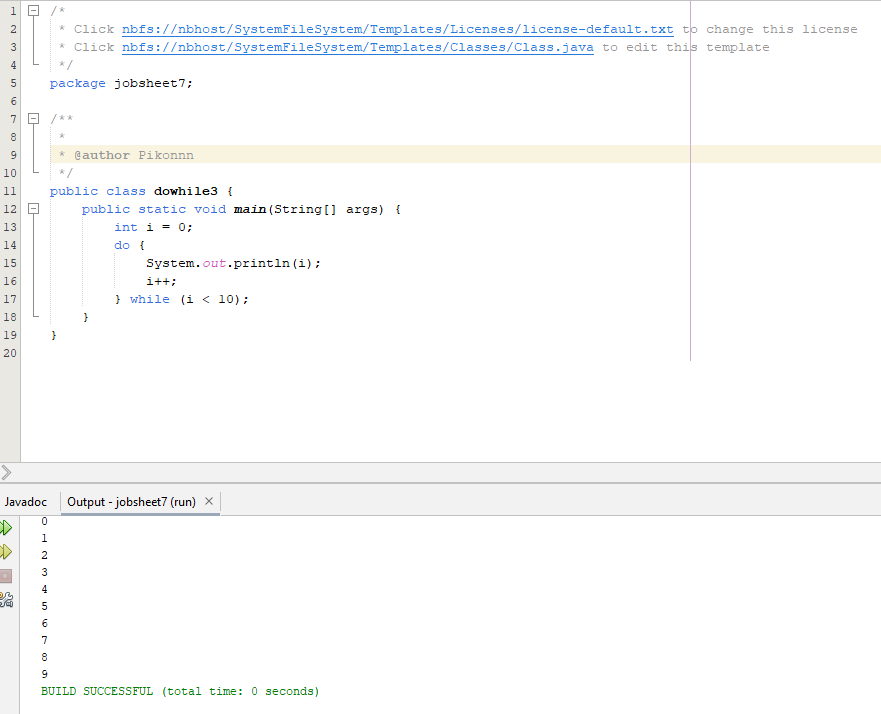 1 /*
2 * Click nbfs://nbhost/SystemFileSystem/Templates/Licenses/license-default.txt to change this license
3 * Click nbfs://nbhost/SystemFileSystem/Templates/Classes/Class.java to edit this template
4 */
5 package jobsheet7;
6
7 /**
8 *
9 * @author Pikonnn
10 */
11 public class dowhile3 {
12 public static void main(String[] args) {
13 int i = 0;
14 do {
15 System.out.println(i);
16 i++;
17 } while (i < 10);
18 }
19 }
20
Javadoc Output - jobsheet7 (run) ×
0
1
2
3
4
5
6
7
8
9
BUILD SUCCESSFUL (total time: 0 seconds)